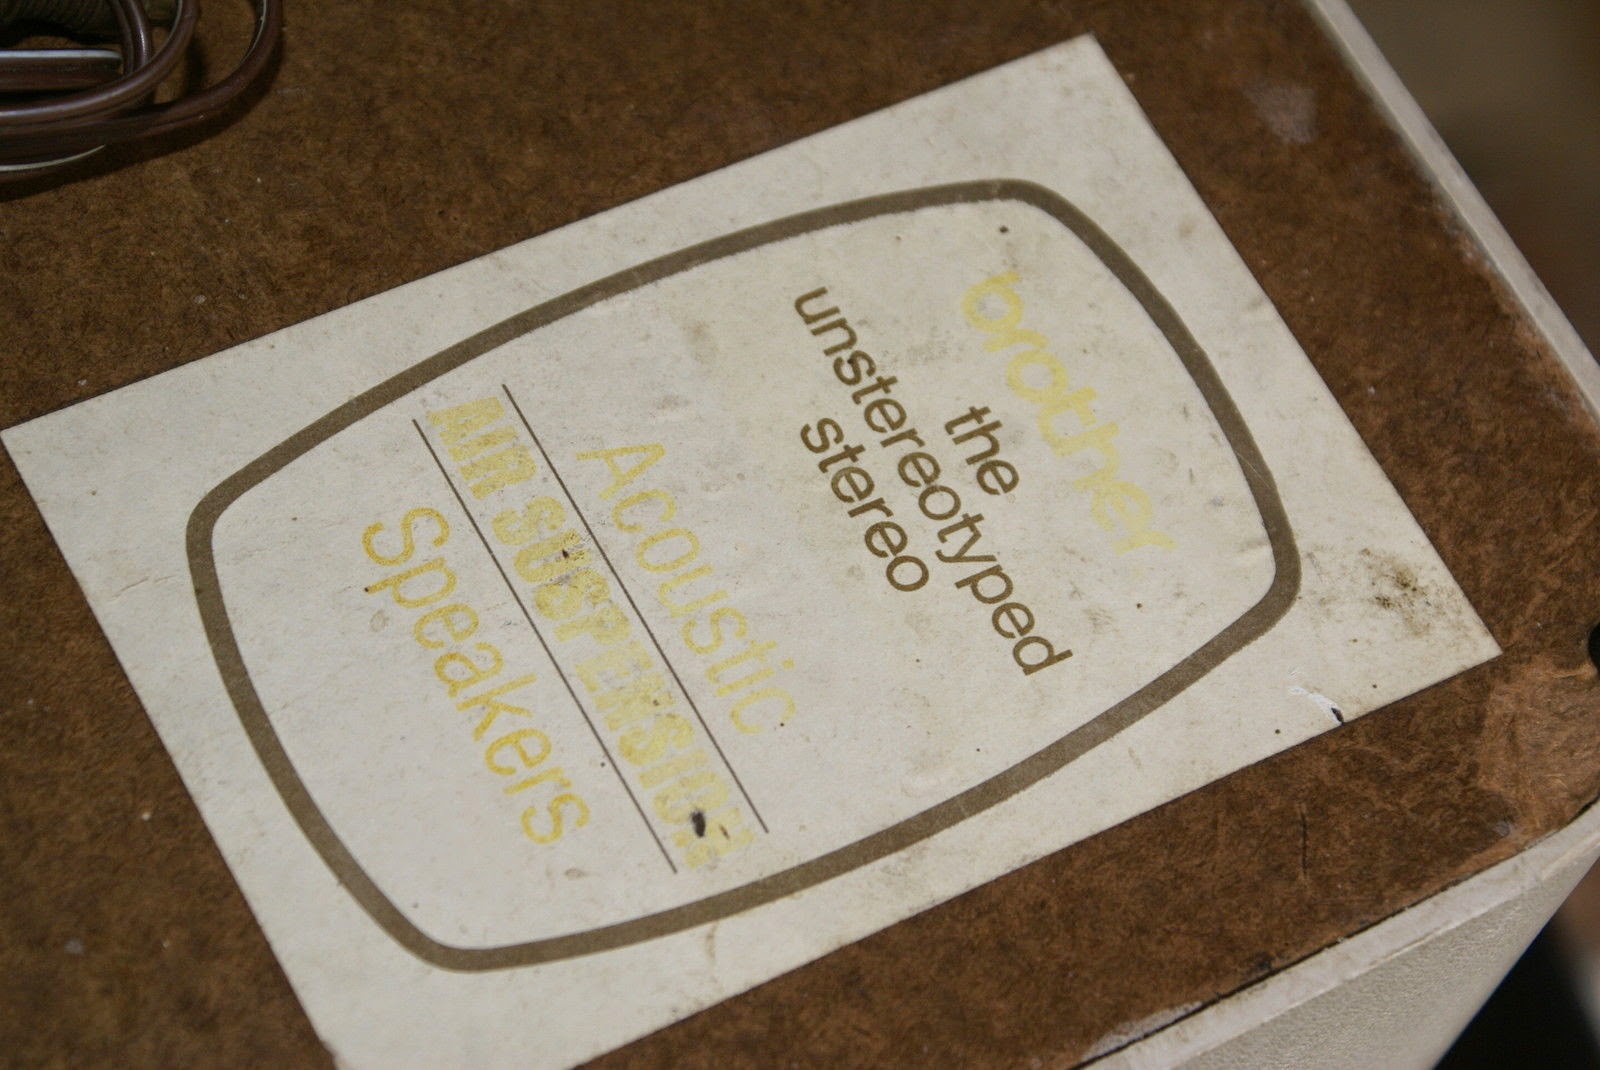 brother
the
unstereotyped
stereo
Acoustic
AIR SUSPENSION
Speakers